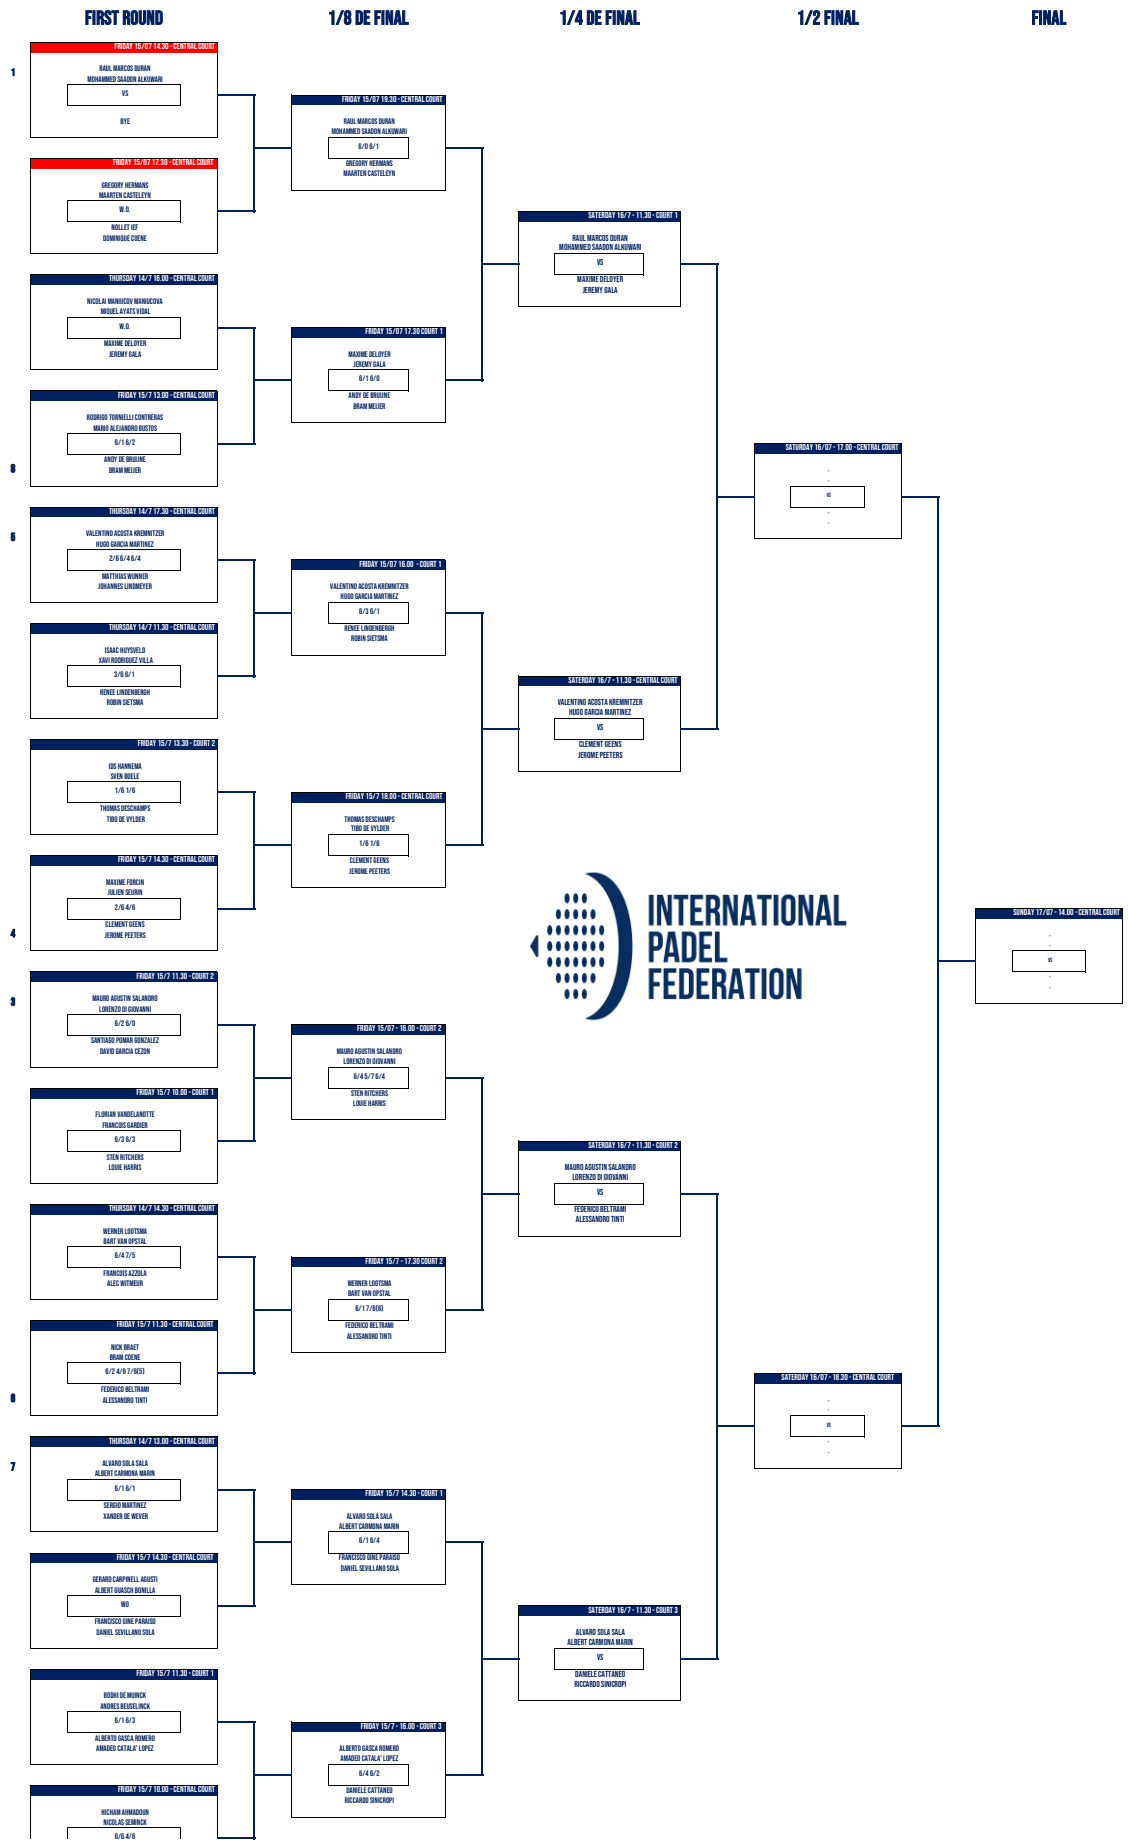 FIRST ROUND
1/8 DE FINAL
1/4 DE FINAL
1/2 FINAL
FINAL
FRIDAY 15/07 14.30 - CENTRAL COURT
1
RAUL MARCOS DURAN
MOHAMMED SAADON ALKUWARI
VS
BYE
FRIDAY 15/07 17.30 - CENTRAL COURT
GREGORY HERMANS
MAARTEN CASTELEYN
W.O.
NOLLET JEF
DOMINIQUE COENE
THURSDAY 14/7 16.00 - CENTRAL COURT
NICOLAI MANIUCOV MANIUCOVA
MIQUEL AYATS VIDAL
W.O.
MAXIME DELOYER
JEREMY GALA
FRIDAY 15/7 13.00 - CENTRAL COURT
RODRIGO TORNIELLI CONTRERAS
MARIO ALEJANDRO BUSTOS
6/1 6/2
ANDY DE BRUIJNE
BRAM MEIJER
8
THURSDAY 14/7 17.30 - CENTRAL COURT
5
VALENTINO ACOSTA KREMNITZER
HUGO GARCIA MARTINEZ
2/6 6/4 6/4
MATTHIAS WUNNER
JOHANNES LINDMEYER
THURSDAY 14/7 11.30 - CENTRAL COURT
ISAAC HUYSVELD
XAVI RODRIGUEZ VILLA
3/6 6/1
RENEE LINDENBERGH
ROBIN SIETSMA
FRIDAY 15/7 13.30 - COURT 2
IDS HANNEMA
SVEN BOELE
1/6 1/6
THOMAS DESCHAMPS
TIBO DE VYLDER
FRIDAY 15/7 14.30 - CENTRAL COURT
MAXIME FORCIN
JULIEN SEURIN
2/6 4/6
CLEMENT GEENS
JEROME PEETERS
4
FRIDAY 15/7 11.30 - COURT 2
3
MAURO AGUSTIN SALANDRO
LORENZO DI GIOVANNI
6/2 6/0
SANTIAGO POMAR GONZALEZ
DAVID GARCIA CEZON
FRIDAY 15/7 10.00 - COURT 1
FLORIAN VANDELANOTTE
FRANCOIS GARDIER
6/3 6/3
STEN RITCHERS
LOUIE HARRIS
THURSDAY 14/7 14.30 - CENTRAL COURT
WERNER LOOTSMA
BART VAN OPSTAL
6/4 7/5
FRANCOIS AZZOLA
ALEC WITMEUR
FRIDAY 15/7 11.30 - CENTRAL COURT
NICK BRAET
BRAM COENE
6/2 4/6 7/6(5)
FEDERICO BELTRAMI
ALESSANDRO TINTI
6
THURSDAY 14/7 13.00 - CENTRAL COURT
7
ALVARO SOLA SALA
ALBERT CARMONA MARIN
6/1 6/1
SERGIO MARTINEZ
XANDER DE WEVER
FRIDAY 15/7 14.30 - CENTRAL COURT
GERARD CARPINELL AGUSTI
ALBERT GUASCH BONILLA
WO
FRANCISCO GINE PARAISO
DANIEL SEVILLANO SOLA
FRIDAY 15/7 11.30 - COURT 1
BODHI DE MUINCK
ANDRES BEUSELINCK
6/1 6/3
ALBERTO GASCA ROMERO
AMADEO CATALA' LOPEZ
FRIDAY 15/7 10.00 - CENTRAL COURT
HICHAM AHMADOUN
NICOLAS SEMINCK
0/6 4/6
FRIDAY 15/07 19.30 - CENTRAL COURT
RAUL MARCOS DURAN
MOHAMMED SAADON ALKUWARI
6/0 6/1
GREGORY HERMANS
MAARTEN CASTELEYN
FRIDAY 15/07 17.30 COURT 1
MAXIME DELOYER
JEREMY GALA
6/1 6/0
ANDY DE BRUIJNE
BRAM MEIJER
FRIDAY 15/07 16.00 - COURT 1
VALENTINO ACOSTA KREMNITZER
HUGO GARCIA MARTINEZ
6/3 6/1
RENEE LINDENBERGH
ROBIN SIETSMA
FRIDAY 15/7 18.00 - CENTRAL COURT
THOMAS DESCHAMPS
TIBO DE VYLDER
1/6 1/6
CLEMENT GEENS
JEROME PEETERS
FRIDAY 15/07 - 16.00 - COURT 2
MAURO AGUSTIN SALANDRO
LORENZO DI GIOVANNI
6/4 5/7 6/4
STEN RITCHERS
LOUIE HARRIS
FRIDAY 15/7 - 17.30 COURT 2
WERNER LOOTSMA
BART VAN OPSTAL
6/1 7/6(6)
FEDERICO BELTRAMI
ALESSANDRO TINTI
FRIDAY 15/7 14.30 - COURT 1
ALVARO SOLA SALA
ALBERT CARMONA MARIN
6/1 6/4
FRANCISCO GINE PARAISO
DANIEL SEVILLANO SOLA
FRIDAY 15/7 - 16.00 - COURT 3
ALBERTO GASCA ROMERO
AMADEO CATALA' LOPEZ
6/4 6/2
DANIELE CATTANEO
RICCARDO SINICROPI
SATERDAY 16/7 - 11.30 - COURT 1
RAUL MARCOS DURAN
MOHAMMED SAADON ALKUWARI
VS
MAXIME DELOYER
JEREMY GALA
SATERDAY 16/7 - 11.30 - CENTRAL COURT
VALENTINO ACOSTA KREMNITZER
HUGO GARCIA MARTINEZ
VS
CLEMENT GEENS
JEROME PEETERS
INTERNATIONAL
PADEL
FEDERATION
SATERDAY 16/7 - 11.30 - COURT 2
MAURO AGUSTIN SALANDRO
LORENZO DI GIOVANNI
VS
FEDERICO BELTRAMI
ALESSANDRO TINTI
SATERDAY 16/7 - 11.30 - COURT 3
ALVARO SOLA SALA
ALBERT CARMONA MARIN
VS
DANIELE CATTANEO
RICCARDO SINICROPI
SATURDAY 16/07 - 17.00 - CENTRAL COURT
-
-
VS
-
-
SATERDAY 16/07 - 18.30 - CENTRAL COURT
-
-
VS
-
-
SUNDAY 17/07 - 14.00 - CENTRAL COURT
-
-
VS
-
-